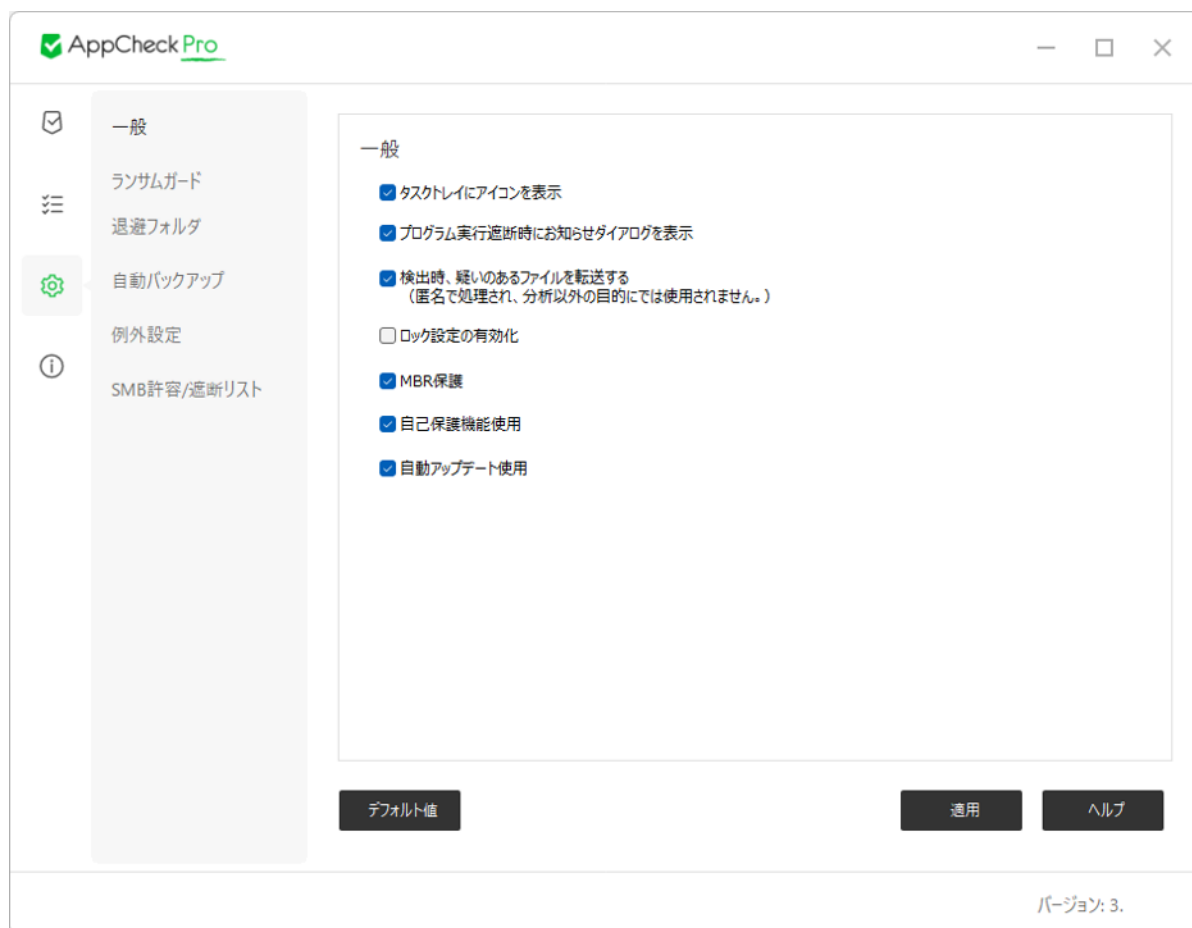 AppCheck Pro
一般
ランサムガード
退避フォルダ
自動バックアップ
例外設定
SMB許容/遮断リスト
一般
タスクトレイにアイコンを表示
プログラム実行遮断時にお知らせダイアログを表示
検出時、疑いのあるファイルを転送する
（匿名で処理され、分析以外の目的にでは使用されません。）
ロック設定の有効化
MBR保護
自己保護機能使用
自動アップデート使用
デフォルト値
適用
ヘルプ
バージョン: 3.